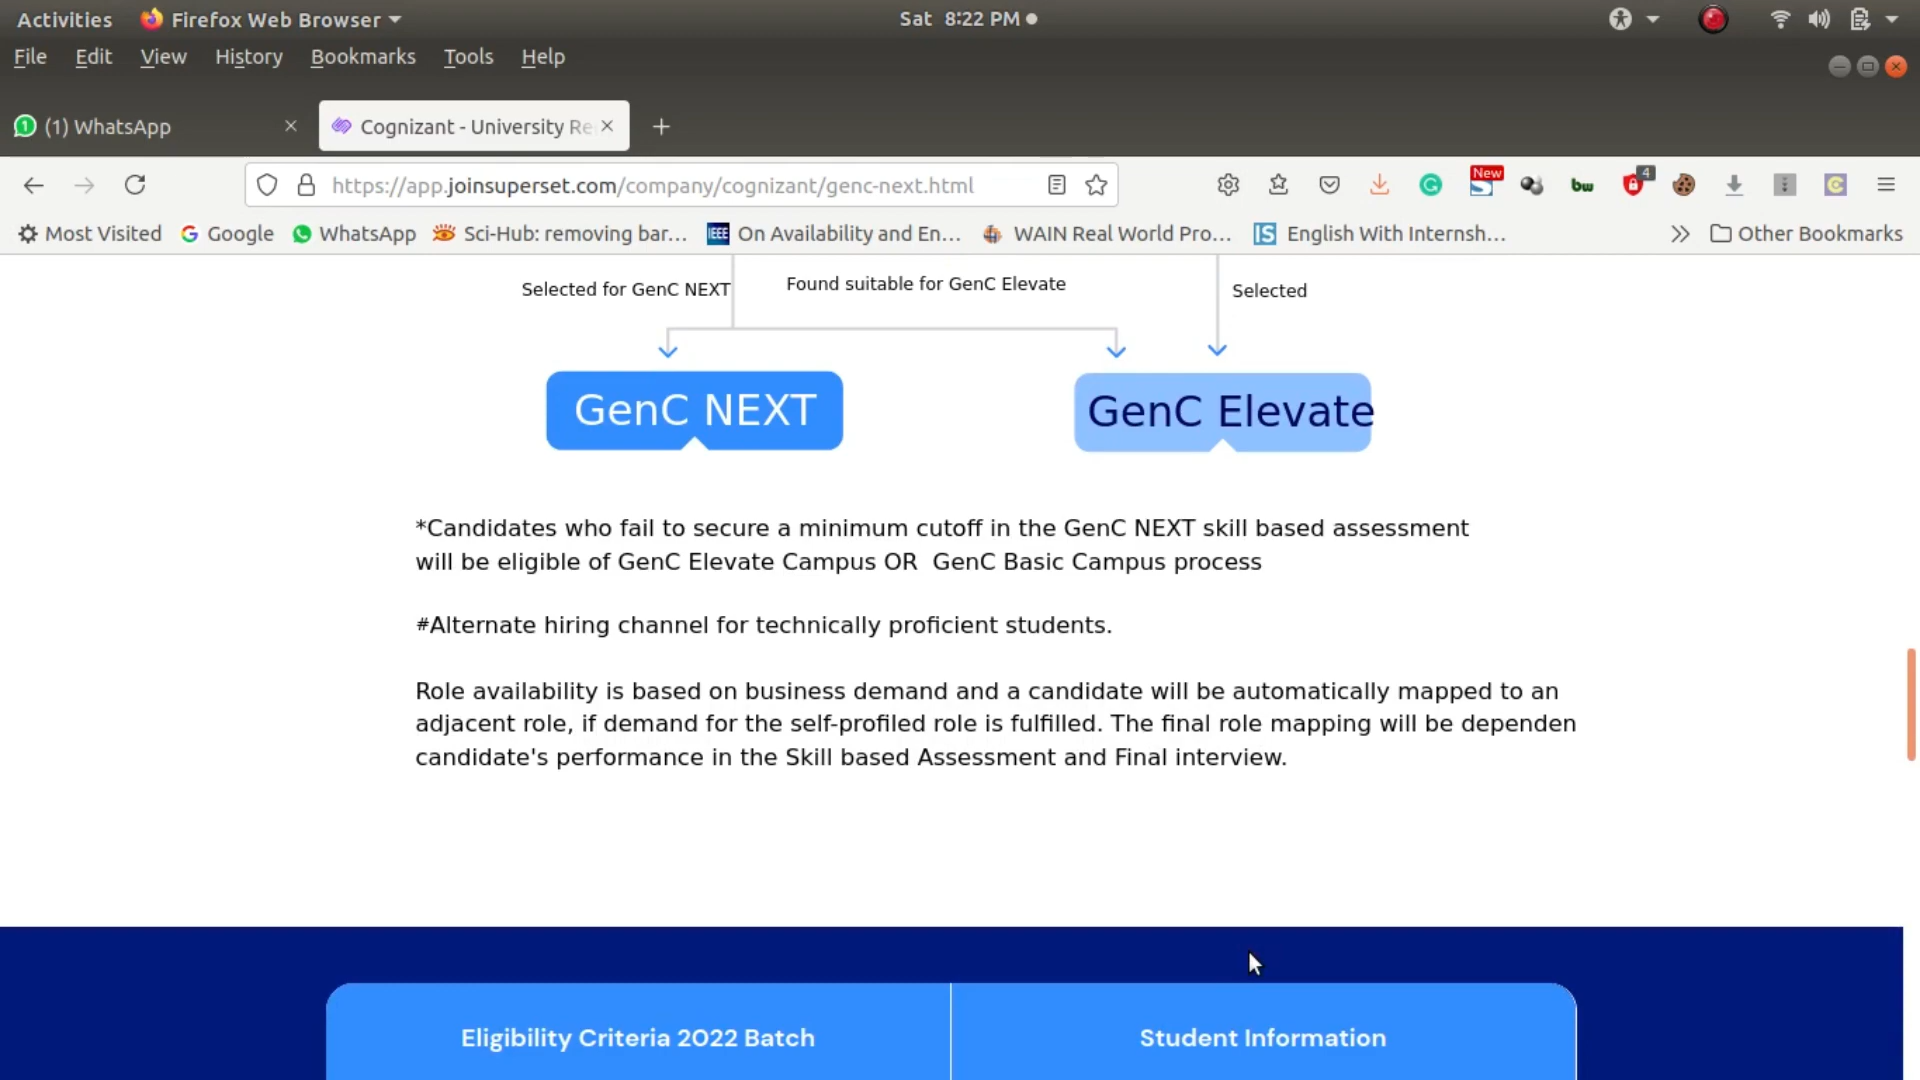 Activities Firefox Web Browser Sat 8:22 PM
File Edit View History Bookmarks Tools Help
(1) WhatsApp Cognizant - University Re
https://app.joinsuperset.com/company/cognizant/genc-next.html New bw 4
Most Visited Google WhatsApp Sci-Hub: removing bar... IEEE On Availability and En... WAIN Real World Pro... IS English With Internsh... Other Bookmarks
Selected for GenC NEXT Found suitable for GenC Elevate Selected
GenC NEXT GenC Elevate
*Candidates who fail to secure a minimum cutoff in the GenC NEXT skill based assessment
will be eligible of GenC Elevate Campus OR GenC Basic Campus process
#Alternate hiring channel for technically proficient students.
Role availability is based on business demand and a candidate will be automatically mapped to an
adjacent role, if demand for the self-profiled role is fulfilled. The final role mapping will be dependen
candidate's performance in the Skill based Assessment and Final interview.
Eligibility Criteria 2022 Batch Student Information